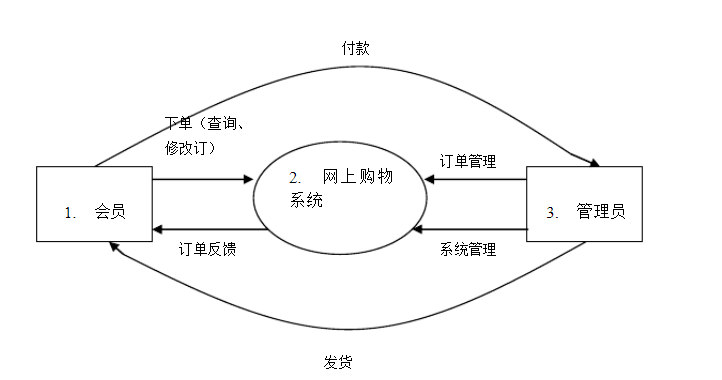 付款
下单（查询、
修改订）
订单管理
2. 网上购物
系统
1. 会员
3. 管理员
订单反馈
系统管理
发货